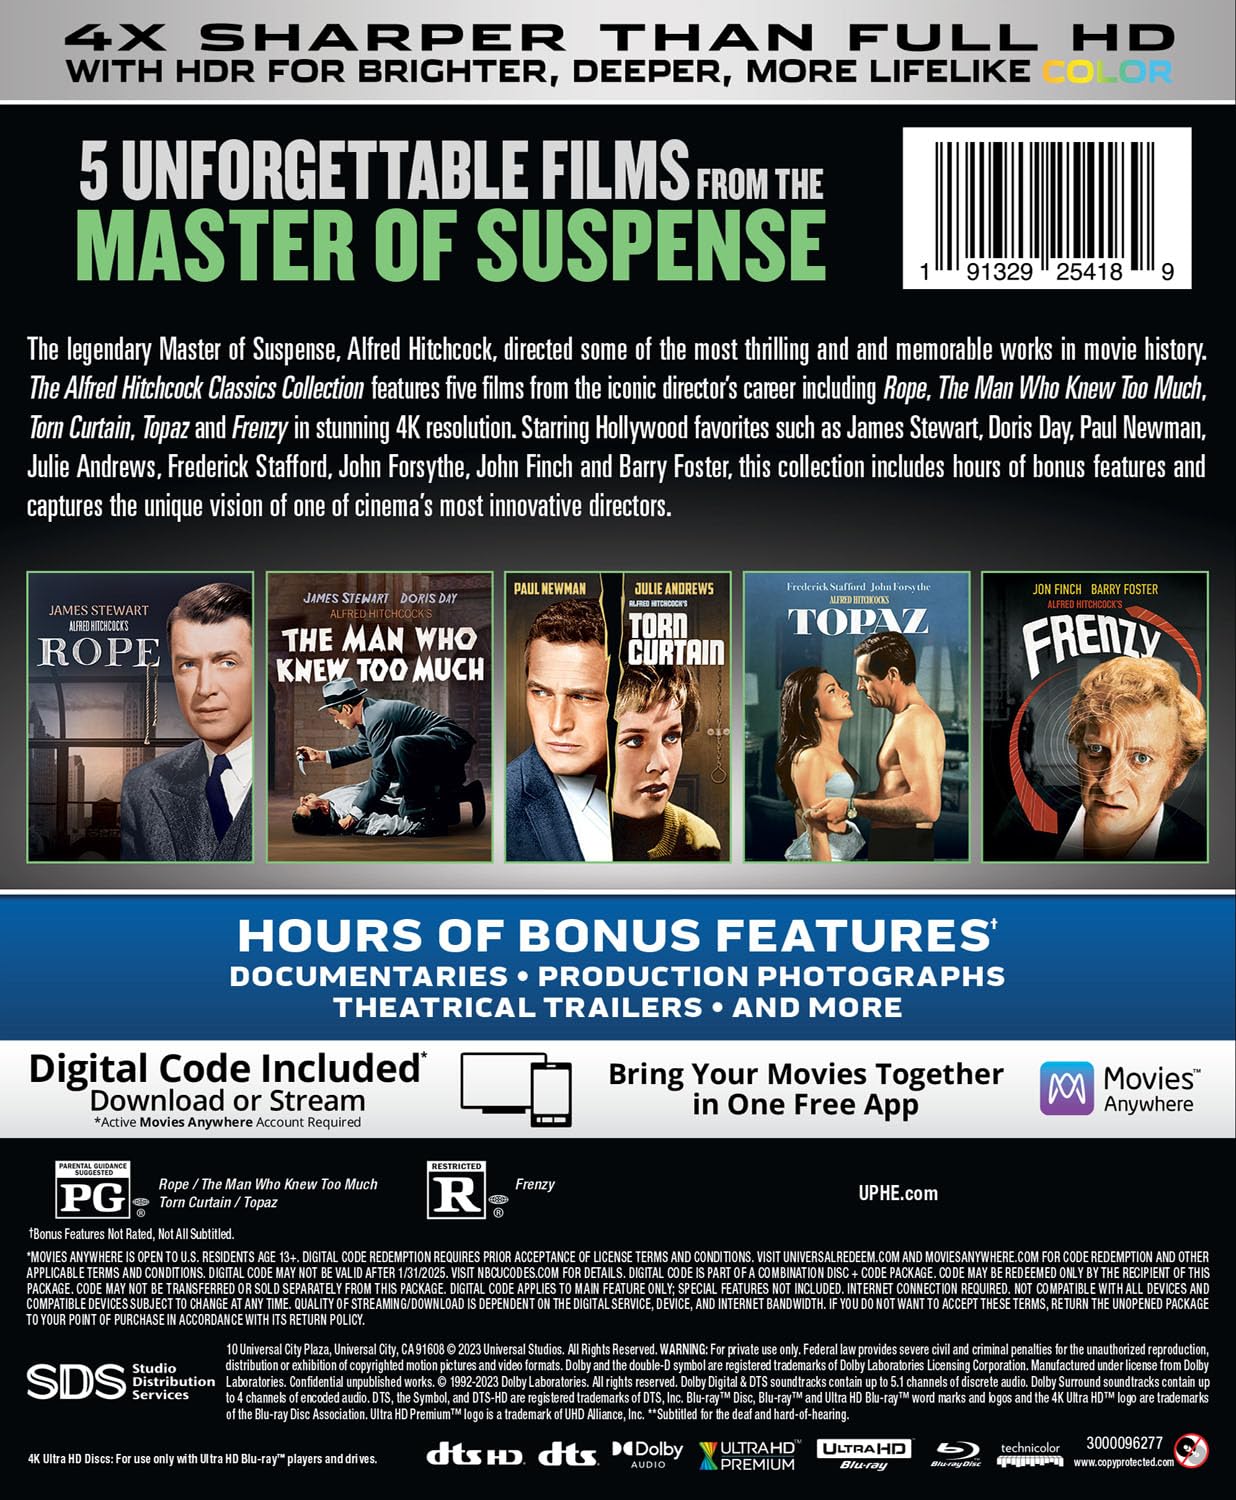 4X SHARPER THAN FULL HD
WITH HDR FOR BRIGHTER, DEEPER, MORE LIFELIKE COLOR
5 UNFORGETTABLE FILMS FROM THE
MASTER OF SUSPENSE
1 91329 25418 9
The legendary Master of Suspense, Alfred Hitchcock, directed some of the most thrilling and and memorable works in movie history.
The Alfred Hitchcock Classics Collection features five films from the iconic director's career including Rope, The Man Who Knew Too Much,
Torn Curtain, Topaz and Frenzy in stunning 4K resolution. Starring Hollywood favorites such as James Stewart, Doris Day, Paul Newman,
Julie Andrews, Frederick Stafford, John Forsythe, John Finch and Barry Foster, this collection includes hours of bonus features and
captures the unique vision of one of cinema's most innovative directors.
JAMES STEWART
ALFRED HITCHCOCK'S
ROPE
JAMES STEWART DORIS DAY
ALFRED HITCHCOCK'S
THE MAN WHO
KNEW TOO MUCH
PAUL NEWMAN JULIE ANDREWS
ALFRED HITCHCOCK'S
TORN
CURTAIN
Frederick Stafford John Forsythe
ALFRED HITCHCOCK'S
TOPAZ
JON FINCH BARRY FOSTER
ALFRED HITCHCOCK'S
FRENZY
HOURS OF BONUS FEATURES†
DOCUMENTARIES • PRODUCTION PHOTOGRAPHS
THEATRICAL TRAILERS • AND MORE
Digital Code Included*
Download or Stream
*Active Movies Anywhere Account Required
Bring Your Movies Together
in One Free App
Movies™
Anywhere
PARENTAL GUIDANCE
SUGGESTED
PG ®
Rope / The Man Who Knew Too Much
Torn Curtain / Topaz
RESTRICTED
R ®
Frenzy
UPHE.com
†Bonus Features Not Rated, Not All Subtitled.
*MOVIES ANYWHERE IS OPEN TO U.S. RESIDENTS AGE 13+. DIGITAL CODE REDEMPTION REQUIRES PRIOR ACCEPTANCE OF LICENSE TERMS AND CONDITIONS. VISIT UNIVERSALREDEEM.COM AND MOVIESANYWHERE.COM FOR CODE REDEMPTION AND OTHER
APPLICABLE TERMS AND CONDITIONS. DIGITAL CODE MAY NOT BE VALID AFTER 1/31/2025. VISIT NBCUCODES.COM FOR DETAILS. DIGITAL CODE IS PART OF A COMBINATION DISC + CODE PACKAGE. CODE MAY BE REDEEMED ONLY BY THE RECIPIENT OF THIS
PACKAGE. CODE MAY NOT BE TRANSFERRED OR SOLD SEPARATELY FROM THIS PACKAGE. DIGITAL CODE APPLIES TO MAIN FEATURE ONLY; SPECIAL FEATURES NOT INCLUDED. INTERNET CONNECTION REQUIRED. NOT COMPATIBLE WITH ALL DEVICES AND
COMPATIBLE DEVICES SUBJECT TO CHANGE AT ANY TIME. QUALITY OF STREAMING/DOWNLOAD IS DEPENDENT ON THE DIGITAL SERVICE, DEVICE, AND INTERNET BANDWIDTH. IF YOU DO NOT WANT TO ACCEPT THESE TERMS, RETURN THE UNOPENED PACKAGE
TO YOUR POINT OF PURCHASE IN ACCORDANCE WITH ITS RETURN POLICY.
SDS Studio
Distribution
Services
10 Universal City Plaza, Universal City, CA 91608 © 2023 Universal Studios. All Rights Reserved. WARNING: For private use only. Federal law provides severe civil and criminal penalties for the unauthorized reproduction,
distribution or exhibition of copyrighted motion pictures and video formats. Dolby and the double-D symbol are registered trademarks of Dolby Laboratories Licensing Corporation. Manufactured under license from Dolby
Laboratories. Confidential unpublished works. © 1992-2023 Dolby Laboratories. All rights reserved. Dolby Digital & DTS soundtracks contain up to 5.1 channels of discrete audio. Dolby Surround soundtracks contain up
to 4 channels of encoded audio. DTS, the Symbol, and DTS-HD are registered trademarks of DTS, Inc. Blu-ray™ Disc, Blu-ray™ and Ultra HD Blu-ray™ word marks and logos and the 4K Ultra HD™ logo are trademarks
of the Blu-ray Disc Association. Ultra HD Premium™ logo is a trademark of UHD Alliance, Inc. **Subtitled for the deaf and hard-of-hearing.
4K Ultra HD Discs: For use only with Ultra HD Blu-ray™ players and drives.
dts HD.
dts.
Dolby
AUDIO
ULTRA HD™
PREMIUM
ULTRA HD
Blu-ray
Blu-ray Disc
technicolor
3000096277
www.copyprotected.com